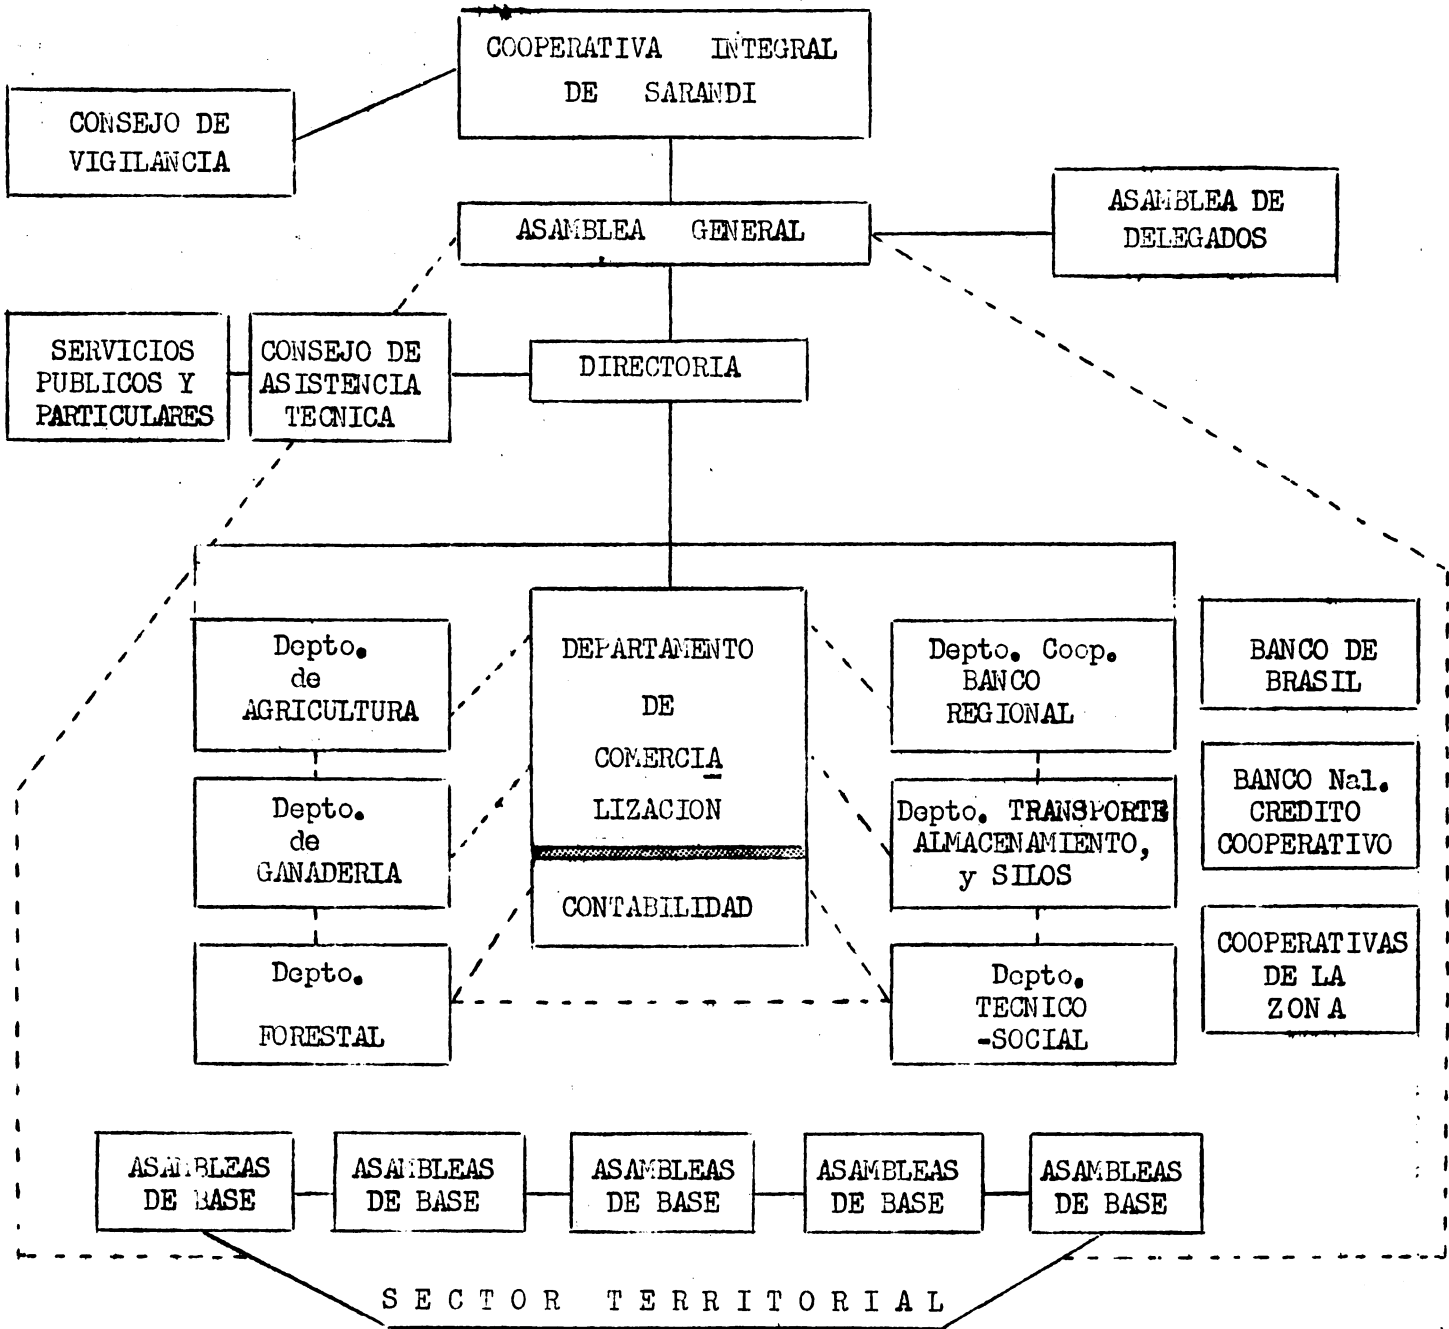 COOPERATIVA INTEGRAL
DE SARANDI
CONSEJO DE
VIGILANCIA
ASAMBLEA GENERAL
ASAMBLEA DE
DELEGADOS
SERVICIOS
PUBLICOS Y
PARTICULARES
CONSEJO DE
ASISTENCIA
TECNICA
DIRECTORIA
Depto.
de
AGRICULTURA
DEPARTAMENTO
DE
COMERCIA
LIZACION
CONTABILIDAD
Depto. Coop.
BANCO
REGIONAL
BANCO DE
BRASIL
Depto.
de
GANADERIA
Depto. TRANSPORTE
ALMACENAMIENTO,
y SILOS
BANCO Nal.
CREDITO
COOPERATIVO
Depto.
FORESTAL
Depto.
TECNICO
-SOCIAL
COOPERATIVAS
DE LA
ZONA
ASAMBLEAS
DE BASE
ASAMBLEAS
DE BASE
ASAMBLEAS
DE BASE
ASAMBLEAS
DE BASE
ASAMBLEAS
DE BASE
SECTOR TERRITORIAL